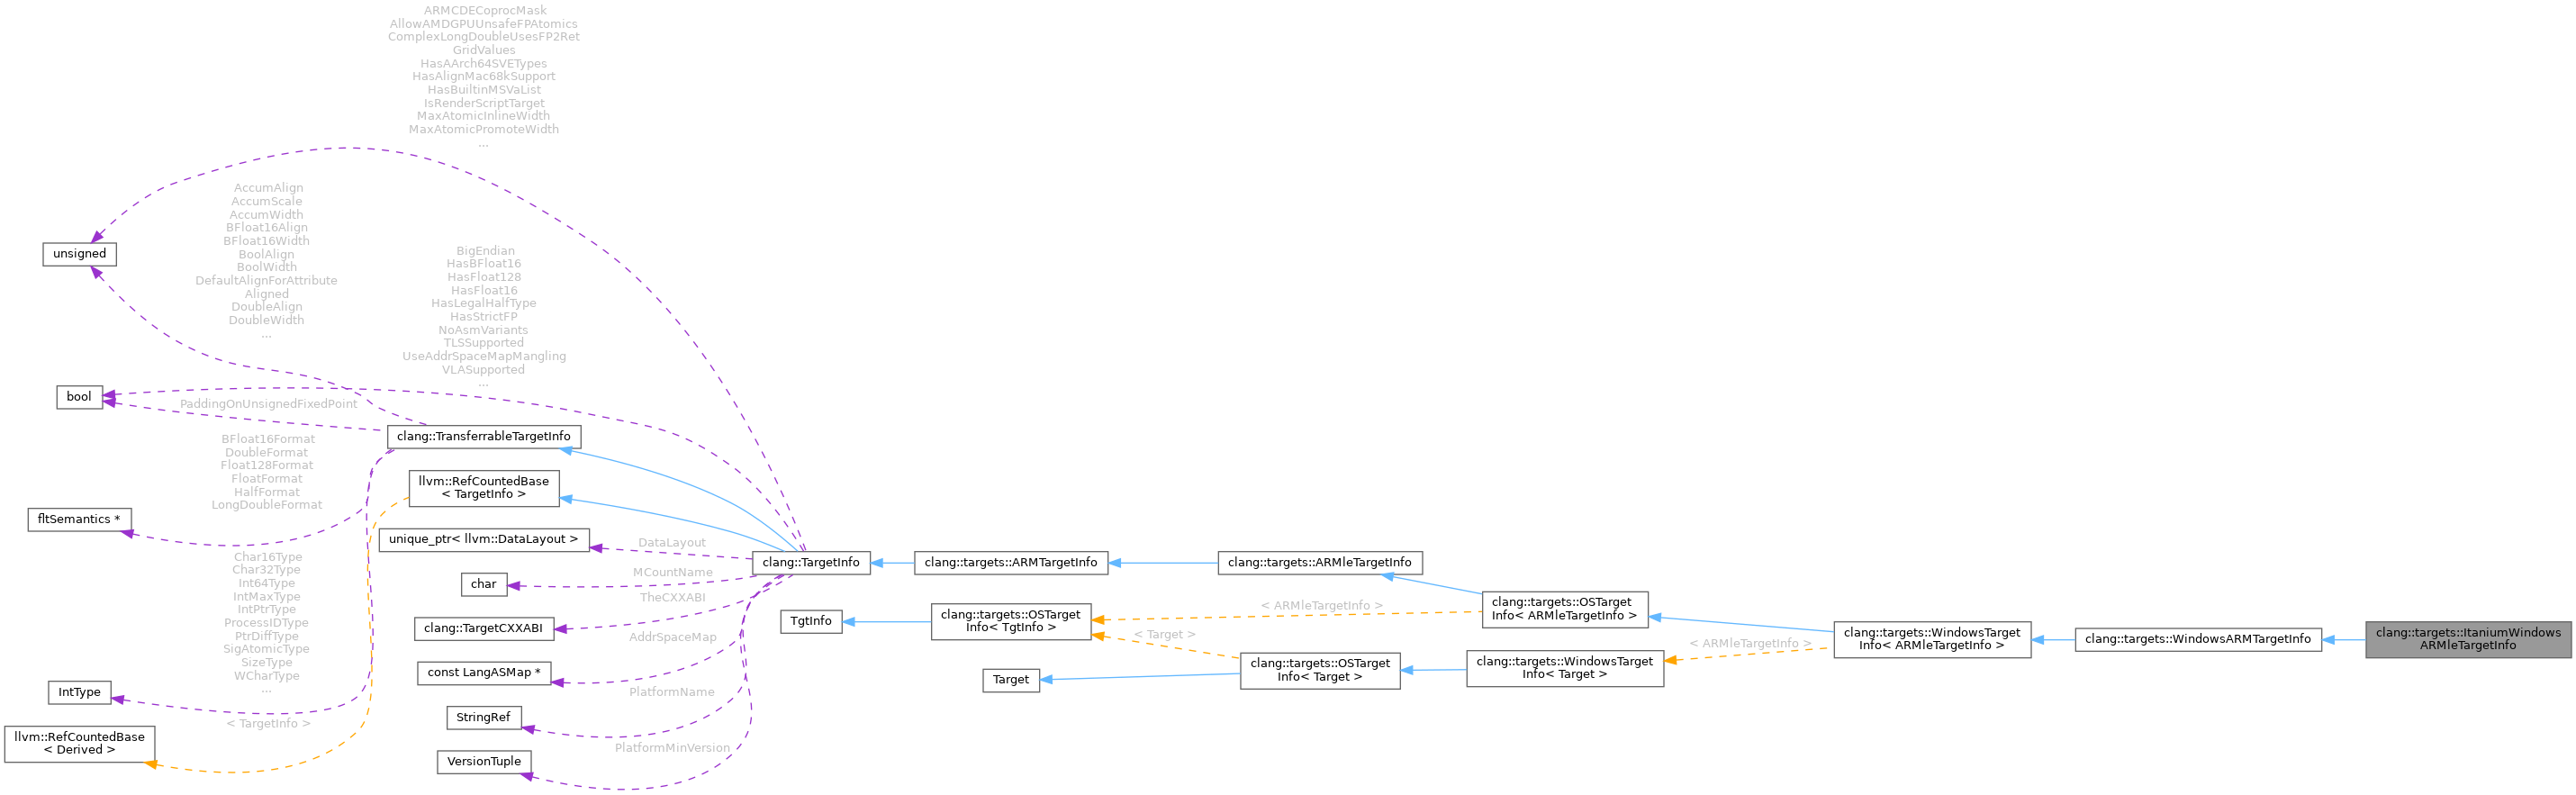 ARMCDECoprocMask
AllowAMDGPUUnsafeFPAtomics
ComplexLongDoubleUsesFP2Ret
GridValues
HasAArch64SVETypes
HasAlignMac68kSupport
HasBuiltinMSVaList
IsRenderScriptTarget
MaxAtomicInlineWidth
MaxAtomicPromoteWidth
...
AccumAlign
AccumScale
AccumWidth
BFloat16Align
BFloat16Width
BoolAlign
BoolWidth
DefaultAlignForAttribute
Aligned
DoubleAlign
DoubleWidth
...
unsigned
BigEndian
HasBFloat16
HasFloat128
HasFloat16
HasLegalHalfType
HasStrictFP
NoAsmVariants
TLSSupported
UseAddrSpaceMapMangling
VLASupported
...
bool
PaddingOnUnsignedFixedPoint
clang::TransferrableTargetInfo
BFloat16Format
DoubleFormat
Float128Format
FloatFormat
HalfFormat
LongDoubleFormat
llvm::RefCountedBase
< TargetInfo >
fltSemantics *
unique_ptr< llvm::DataLayout >
DataLayout
clang::TargetInfo
clang::targets::ARMTargetInfo
clang::targets::ARMleTargetInfo
char
MCountName
Char16Type
Char32Type
Int64Type
IntMaxType
IntPtrType
ProcessIDType
PtrDiffType
SigAtomicType
SizeType
WCharType
...
TheCXXABI
clang::TargetCXXABI
AddrSpaceMap
const LangASMap *
TgtInfo
clang::targets::OSTarget
Info< TgtInfo >
< ARMleTargetInfo >
< Target >
clang::targets::OSTarget
Info< ARMleTargetInfo >
clang::targets::WindowsTarget
Info< ARMleTargetInfo >
clang::targets::WindowsARMTargetInfo
clang::targets::ItaniumWindows
ARMleTargetInfo
< ARMleTargetInfo >
Target
clang::targets::OSTarget
Info< Target >
clang::targets::WindowsTarget
Info< Target >
IntType
PlatformName
StringRef
< TargetInfo >
llvm::RefCountedBase
< Derived >
PlatformMinVersion
VersionTuple